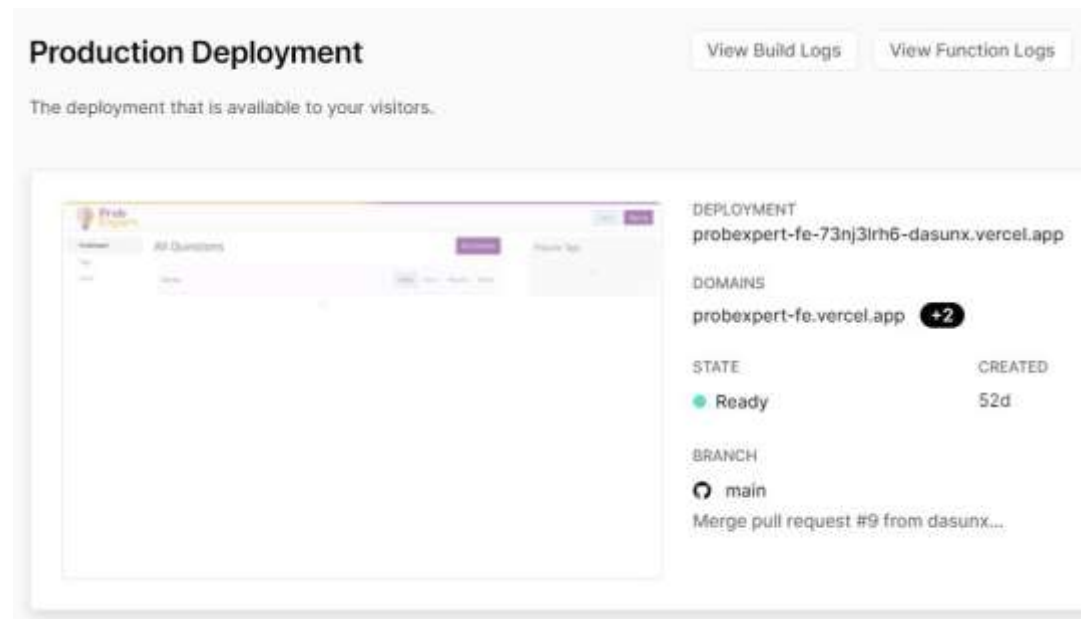 Production Deployment
View Build Logs
View Function Logs
The deployment that is available to your visitors.
Prob
Expert
All Questions
DEPLOYMENT
probexpert-fe-73nj3lrh6-dasunx.vercel.app
DOMAINS
probexpert-fe.vercel.app +2
STATE
CREATED
Ready
52d
BRANCH
main
Merge pull request #9 from dasunx...